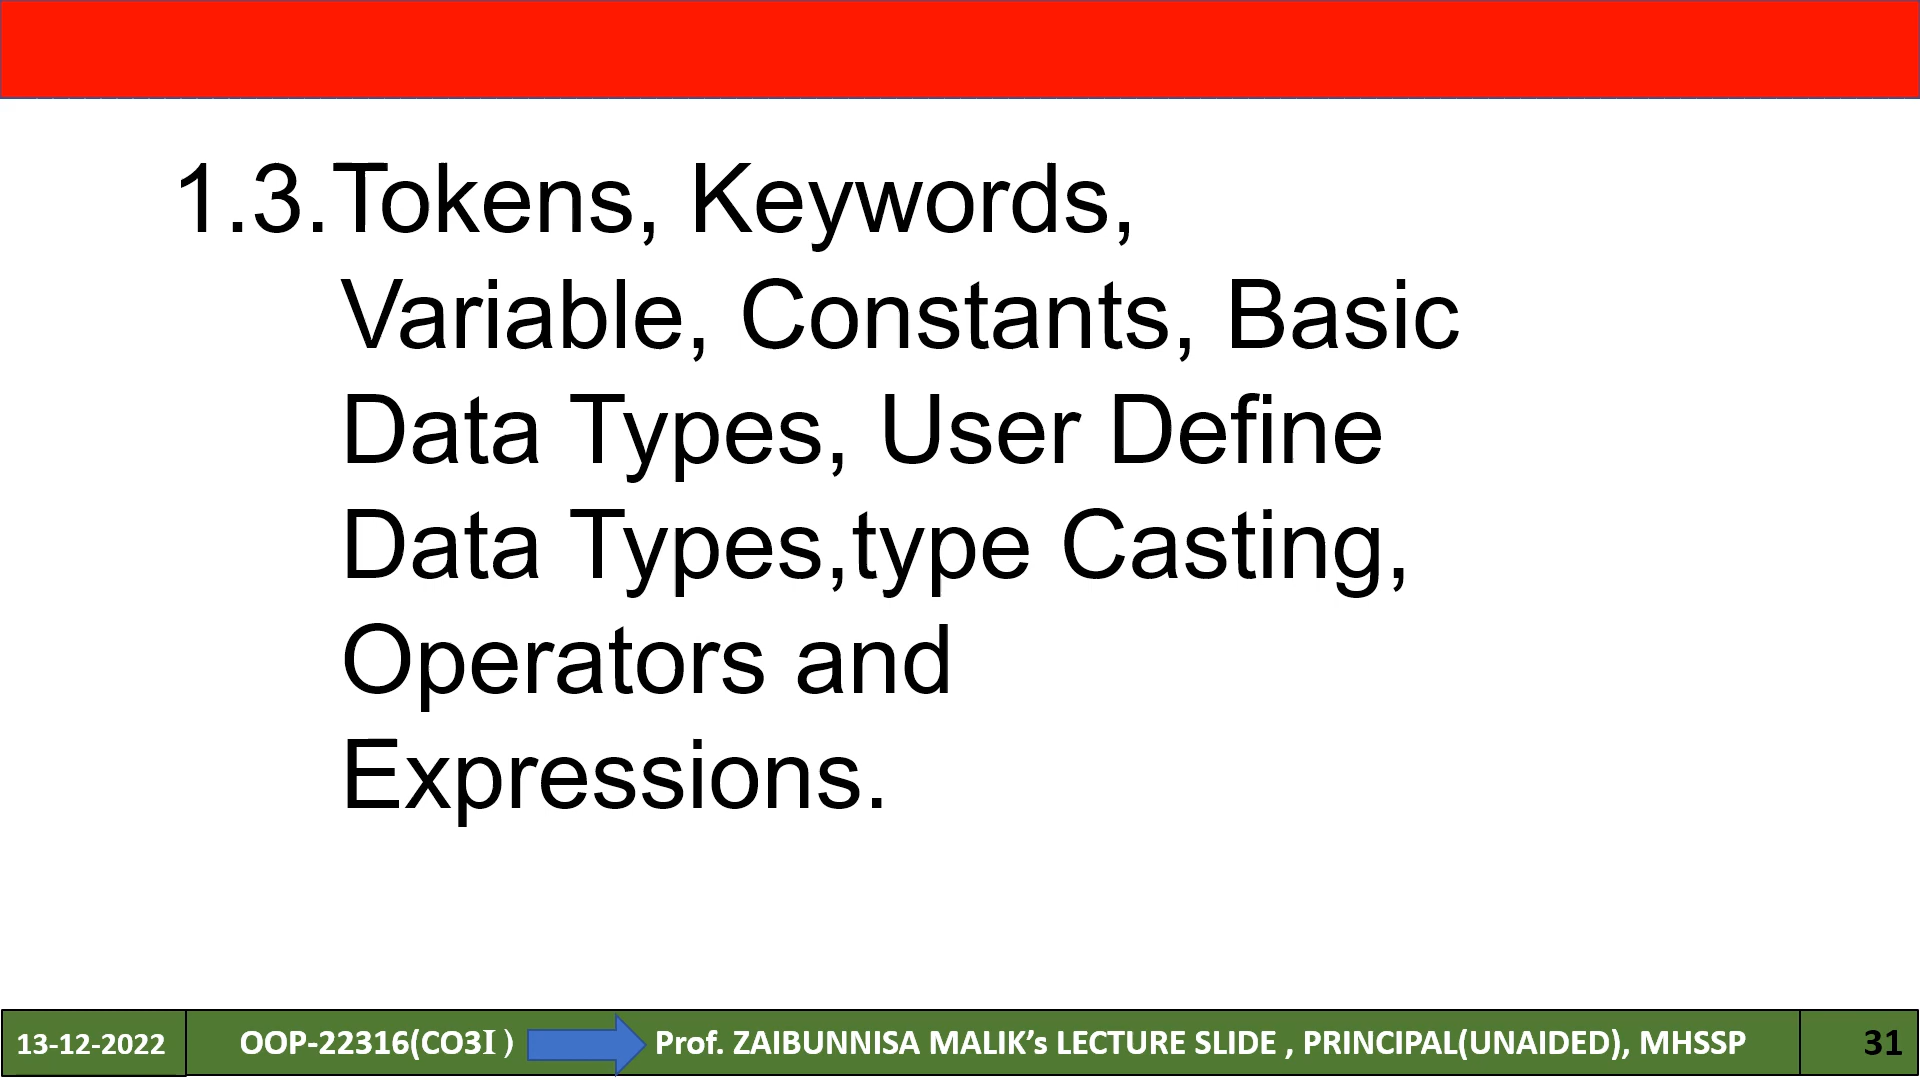 1.3.Tokens, Keywords,
Variable, Constants, Basic
Data Types, User Define
Data Types,type Casting,
Operators and
Expressions.
13-12-2022
OOP-22316(CO3I )
Prof. ZAIBUNNISA MALIK’s LECTURE SLIDE , PRINCIPAL(UNAIDED), MHSSP
31